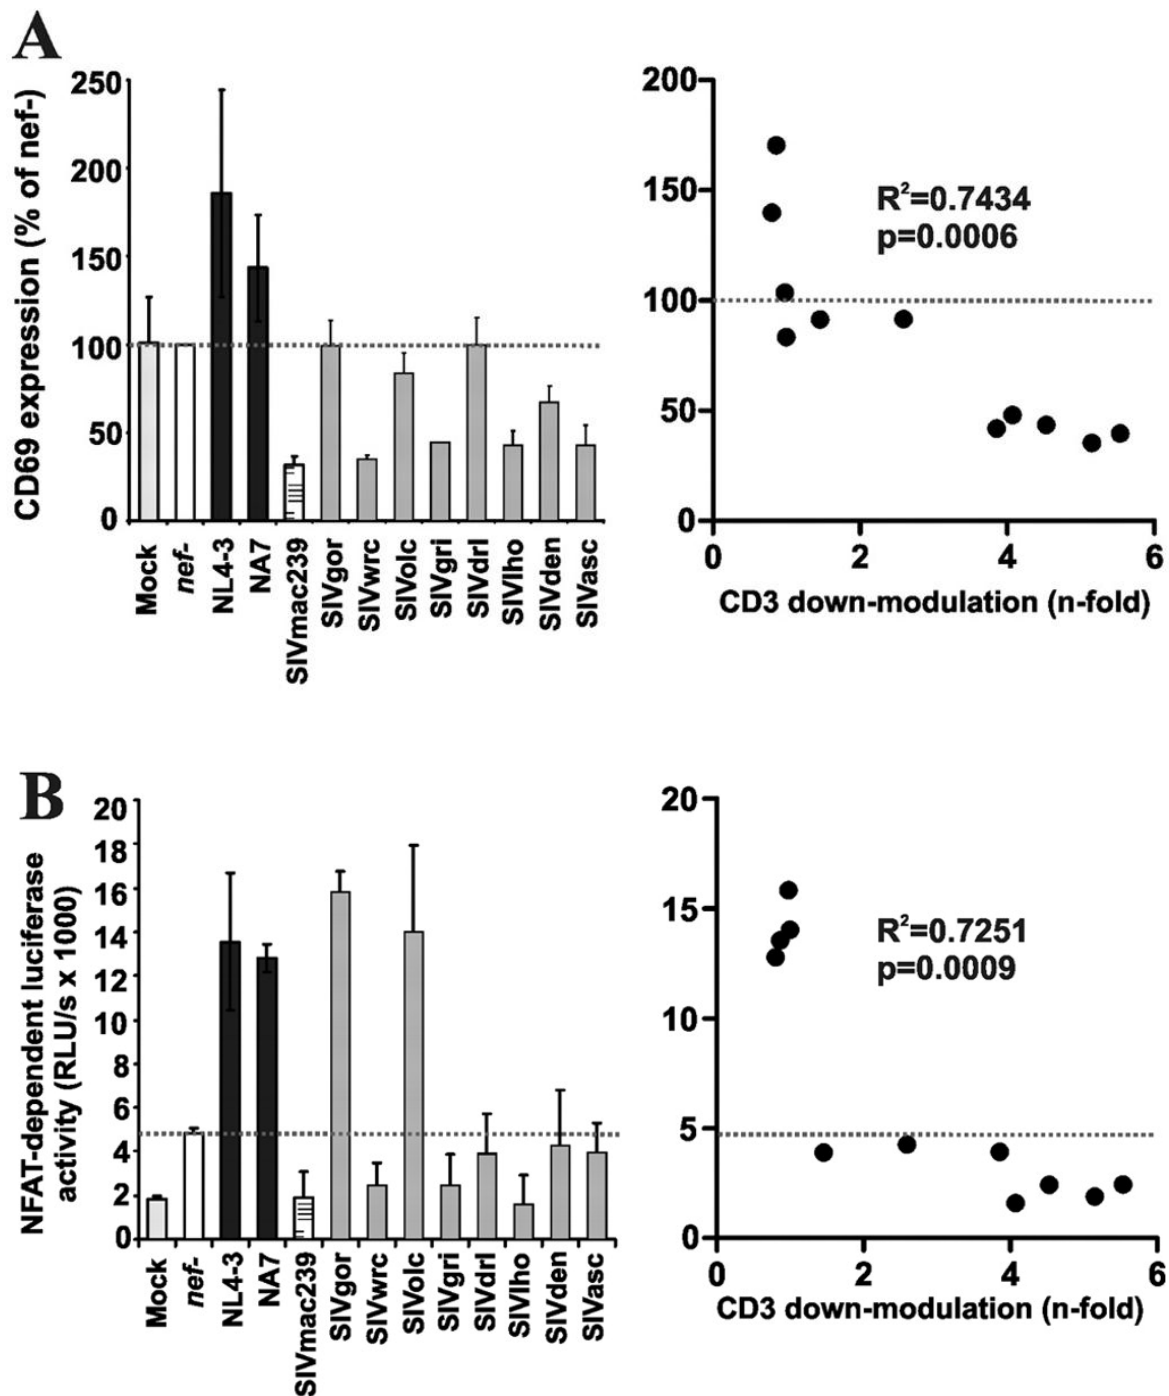 A
CD69 expression (% of nef-)
250
200
150
100
50
0
Mock
nef-
NL4-3
NA7
SIVmac239
SIVgor
SIVwrc
SIVolc
SIVgri
SIVdrl
SIVlho
SIVden
SIVasc
200
150
100
50
0
R²=0.7434
p=0.0006
0 2 4 6
CD3 down-modulation (n-fold)
B
NFAT-dependent luciferase
activity (RLU/s x 1000)
20
18
16
14
12
10
8
6
4
2
0
Mock
nef-
NL4-3
NA7
SIVmac239
SIVgor
SIVwrc
SIVolc
SIVgri
SIVdrl
SIVlho
SIVden
SIVasc
20
15
10
5
0
R²=0.7251
p=0.0009
0 2 4 6
CD3 down-modulation (n-fold)